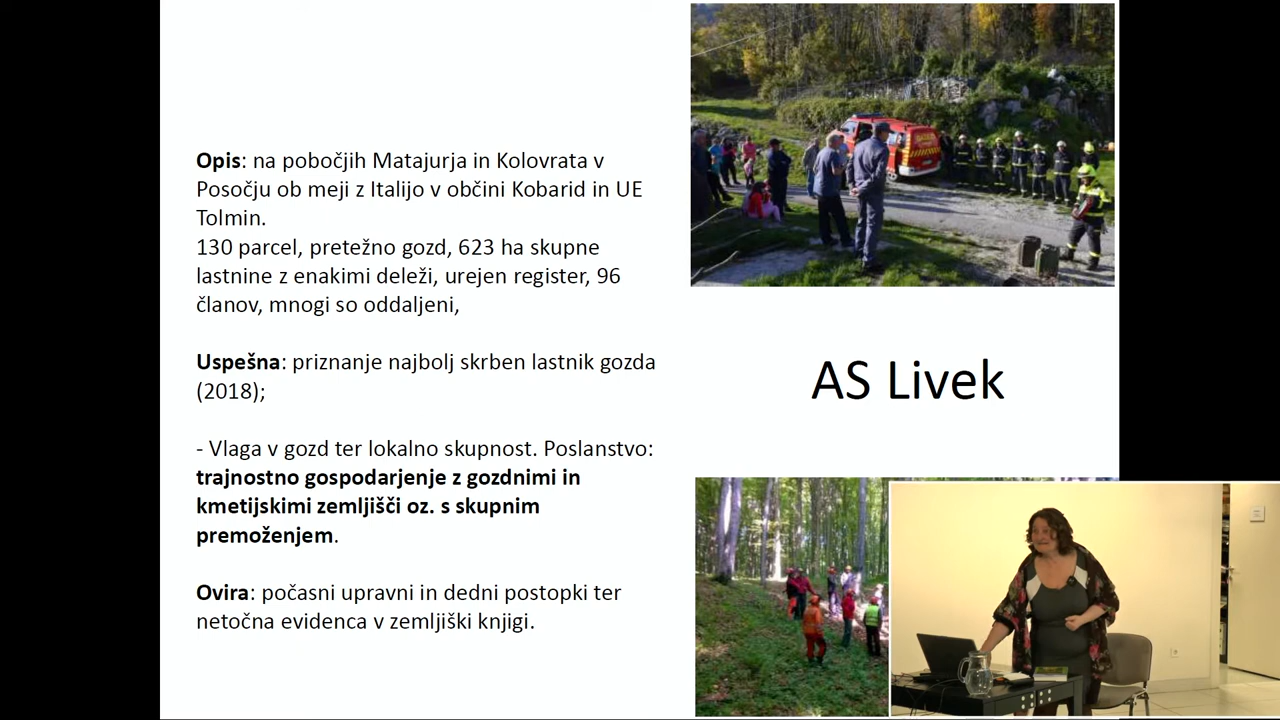 Opis: na pobočjih Matajurja in Kolovrata v
Posočju ob meji z Italijo v občini Kobarid in UE
Tolmin.
130 parcel, pretežno gozd, 623 ha skupne
lastnine z enakimi deleži, urejen register, 96
članov, mnogi so oddaljeni,
Uspešna: priznanje najbolj skrben lastnik gozda
(2018);
- Vlaga v gozd ter lokalno skupnost. Poslanstvo:
trajnostno gospodarjenje z gozdnimi in
kmetijskimi zemljišči oz. s skupnim
premoženjem.
Ovira: počasni upravni in dedni postopki ter
netočna evidenca v zemljiški knjigi.
AS Livek